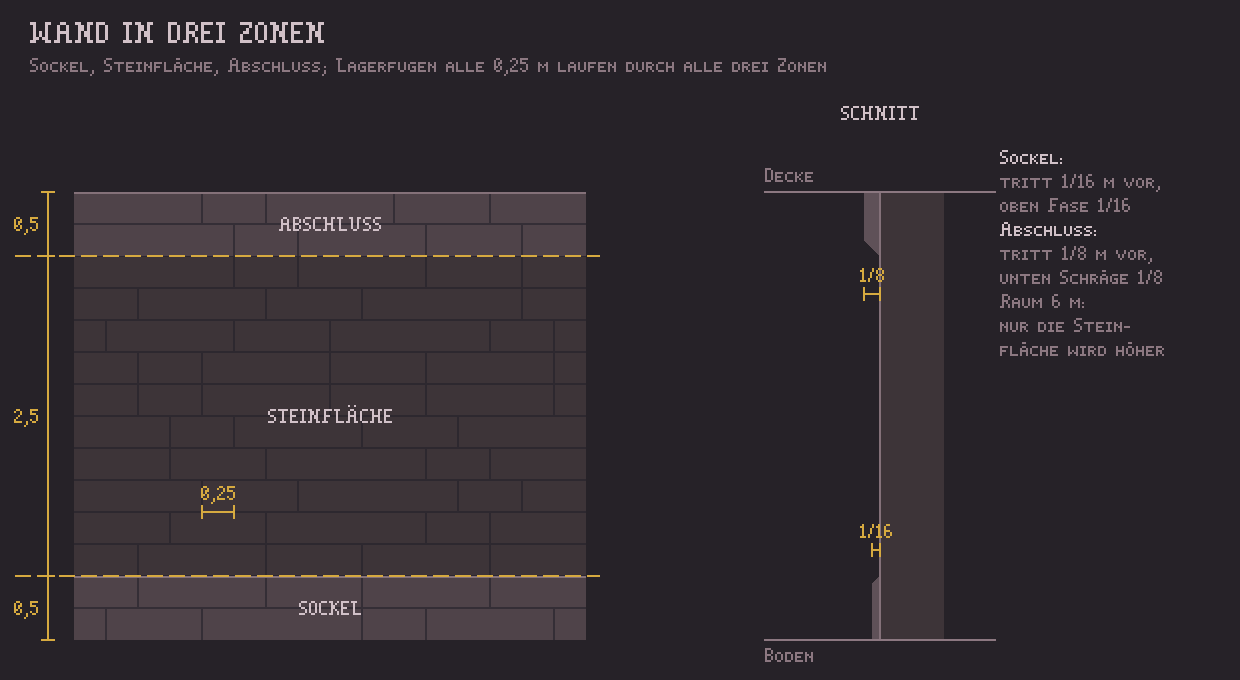 WAND IN DREI ZONEN
Sockel, Steinfläche, Abschluss; Lagerfugen alle 0,25 m laufen durch alle drei Zonen
SCHNITT
Sockel:
tritt 1/16 m vor,
oben Fase 1/16
Abschluss:
tritt 1/8 m vor,
unten Schräge 1/8
Raum 6 m:
nur die Stein-
fläche wird höher
Decke
0,5
ABSCHLUSS
1/8
2,5
STEINFLÄCHE
0,25
1/16
0,5
SOCKEL
Boden